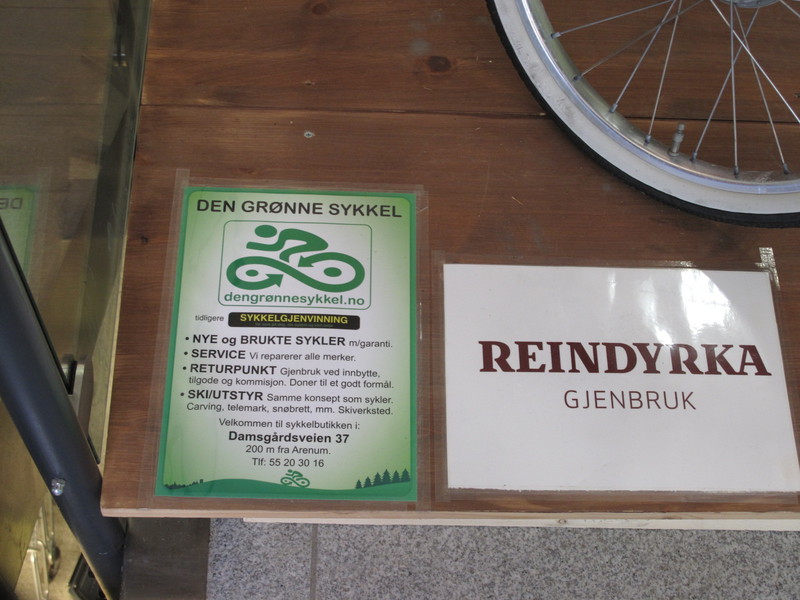 DEN GRØNNE SYKKEL
dengrønnesykkel.no
tidligere SYKKELGJENVINNING
• NYE og BRUKTE SYKLER m/garanti.
• SERVICE Vi reparerer alle merker.
• RETURPUNKT Gjenbruk ved innbytte,
tilgode og kommisjon. Doner til et godt formål.
• SKI/UTSTYR Samme konsept som sykler.
Carving, telemark, snøbrett, mm. Skiverksted.
Velkommen til sykkelbutikken i:
Damsgårdsveien 37
200 m fra Arenum.
Tlf: 55 20 30 16
REINDYRKA
GJENBRUK